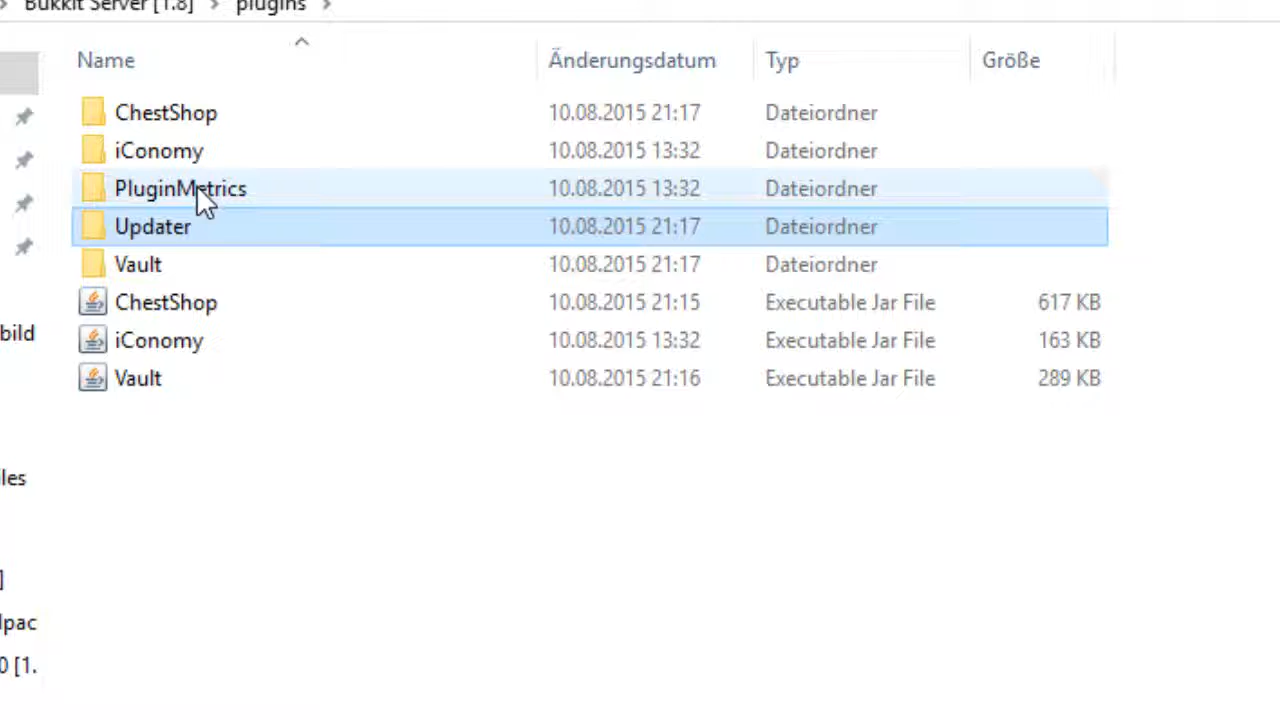 Bukkit Server [1.8] > plugins >
Name Änderungsdatum Typ Größe
ChestShop 10.08.2015 21:17 Dateiordner
iConomy 10.08.2015 13:32 Dateiordner
PluginMetrics 10.08.2015 13:32 Dateiordner
Updater 10.08.2015 21:17 Dateiordner
Vault 10.08.2015 21:17 Dateiordner
ChestShop 10.08.2015 21:15 Executable Jar File 617 KB
bild
iConomy 10.08.2015 13:32 Executable Jar File 163 KB
Vault 10.08.2015 21:16 Executable Jar File 289 KB
iles
]
lpac
0 [1.